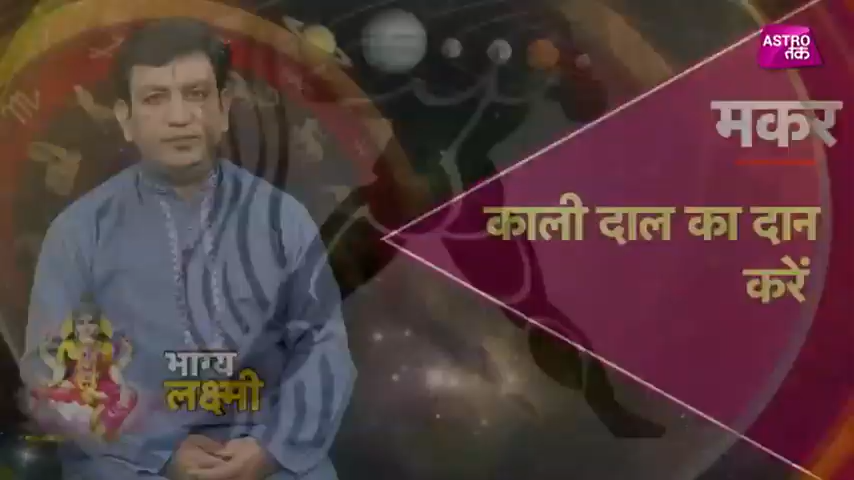 ASTRO
तक
मकर
काली दाल का दान
करें
भाग्य
लक्ष्मी